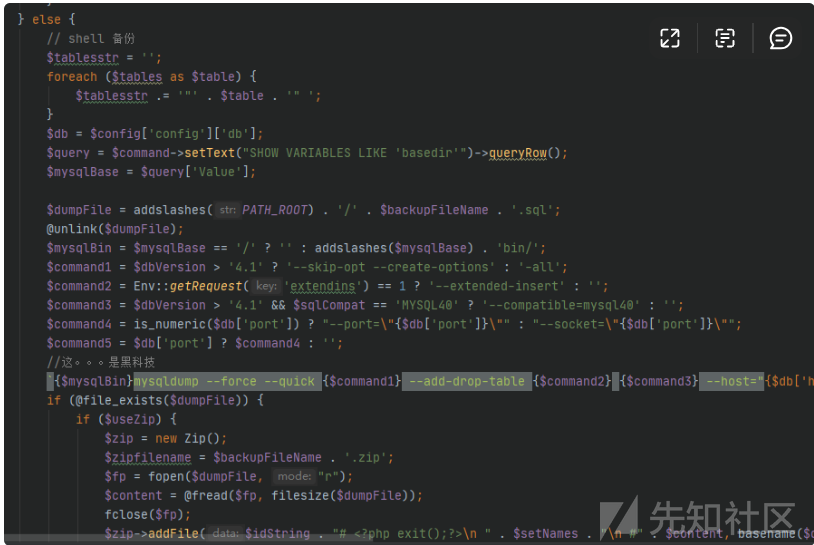 } else {
// shell 备份
$tablesstr = '';
foreach ($tables as $table) {
$tablesstr .= '"' . $table . '" ';
}
$db = $config['config']['db'];
$query = $command->setText("SHOW VARIABLES LIKE 'basedir'")->queryRow();
$mysqlBase = $query['Value'];
$dumpFile = addslashes( str: PATH_ROOT) . '/' . $backupFileName . '.sql';
@unlink($dumpFile);
$mysqlBin = $mysqlBase == '/' ? '' : addslashes($mysqlBase) . 'bin/';
$command1 = $dbVersion > '4.1' ? '--skip-opt --create-options' : '-all';
$command2 = Env::getRequest( key: 'extendins') == 1 ? '--extended-insert' : '';
$command3 = $dbVersion > '4.1' && $sqlCompat == 'MYSQL40' ? '--compatible=mysql40' : '';
$command4 = is_numeric($db['port']) ? "--port=\"{$db['port']}\"" : "--socket=\"{$db['port']}\"";
$command5 = $db['port'] ? $command4 : '';
//这。。。是黑科技
`{$mysqlBin}mysqldump --force --quick {$command1} --add-drop-table {$command2} {$command3} --host="{$db['h
if (@file_exists($dumpFile)) {
if ($useZip) {
$zip = new Zip();
$zipfilename = $backupFileName . '.zip';
$fp = fopen($dumpFile, mode: "r");
$content = @fread($fp, filesize($dumpFile));
fclose($fp);
$zip->addFile( data: $idString . "# <?php exit();?>\n " . $setNames . "\n #" . $content, basename($d
先知社区